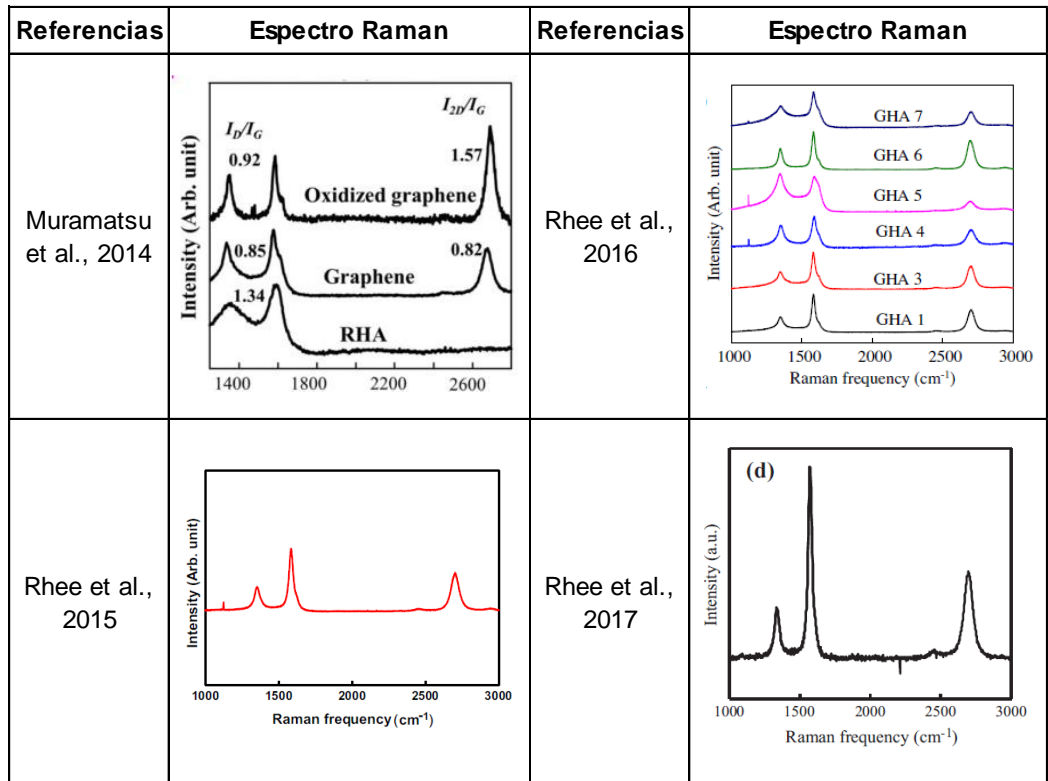 Referencias
Espectro Raman
Referencias
Espectro Raman
Muramatsu
et al., 2014
Intensity (Arb. unit)
I_D/I_G
I_2D/I_G
0.92
1.57
Oxidized graphene
0.85
0.82
Graphene
1.34
RHA
1400
1800
2200
2600
Rhee et al.,
2016
Intensity (Arb. unit)
GHA 7
GHA 6
GHA 5
GHA 4
GHA 3
GHA 1
1000
1500
2000
2500
3000
Raman frequency (cm⁻¹)
Rhee et al.,
2015
Intensity (Arb. unit)
1000
1500
2000
2500
3000
Raman frequency (cm⁻¹)
Rhee et al.,
2017
(d)
Intensity (a.u.)
1000
1500
2000
2500
3000
Raman frequency (cm⁻¹)